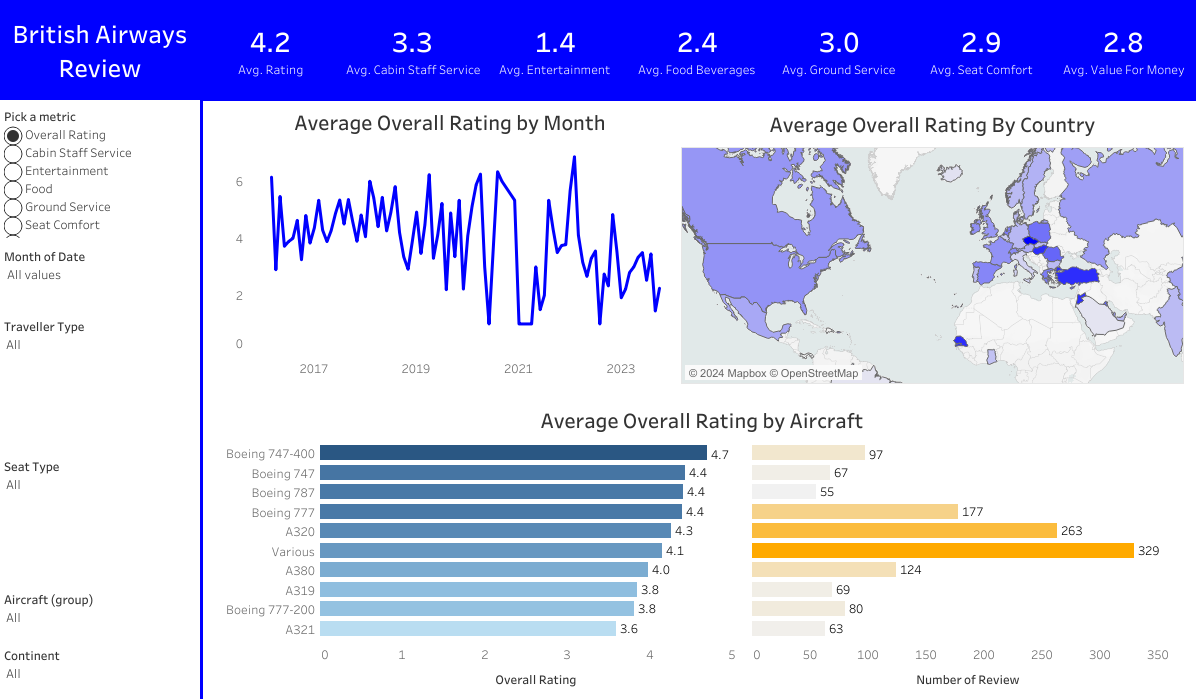 British Airways
Review
4.2
Avg. Rating
3.3
Avg. Cabin Staff Service
1.4
Avg. Entertainment
2.4
Avg. Food Beverages
3.0
Avg. Ground Service
2.9
Avg. Seat Comfort
2.8
Avg. Value For Money
Pick a metric
Overall Rating
Cabin Staff Service
Entertainment
Food
Ground Service
Seat Comfort
Month of Date
All values
Traveller Type
All
Seat Type
All
Aircraft (group)
All
Continent
All
Average Overall Rating by Month
6
4
2
0
2017 2019 2021 2023
Average Overall Rating By Country
© 2024 Mapbox © OpenStreetMap
Average Overall Rating by Aircraft
Boeing 747-400 4.7 97
Boeing 747 4.4 67
Boeing 787 4.4 55
Boeing 777 4.4 177
A320 4.3 263
Various 4.1 329
A380 4.0 124
A319 3.8 69
Boeing 777-200 3.8 80
A321 3.6 63
0 1 2 3 4 5 0 50 100 150 200 250 300 350
Overall Rating Number of Review